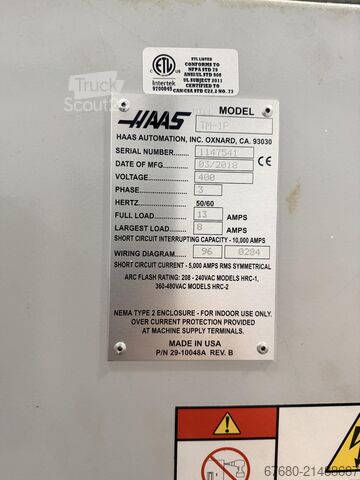 ETL LISTED
CONFORMS TO
NFPA STD 79
ANSI/UL STD 508
UL SUBJECT 2011
CERTIFIED TO
CAN/CSA STD C22.2 NO. 73
Intertek
9700845
Truck
Scout24
HAAS
MODEL
TM-1P
HAAS AUTOMATION, INC. OXNARD, CA. 93030
SERIAL NUMBER 1147541
DATE OF MFG 03/2018 CE
VOLTAGE 400
PHASE 3
HERTZ 50/60
FULL LOAD 13 AMPS
LARGEST LOAD 8 AMPS
SHORT CIRCUIT INTERRUPTING CAPACITY - 10,000 AMPS
WIRING DIAGRAM 96 0284
SHORT CIRCUIT CURRENT - 5,000 AMPS RMS SYMMETRICAL
ARC FLASH RATING: 208 - 240VAC MODELS HRC-1,
360-480VAC MODELS HRC-2
NEMA TYPE 2 ENCLOSURE - FOR INDOOR USE ONLY.
OVER CURRENT PROTECTION PROVIDED
AT MACHINE SUPPLY TERMINALS.
MADE IN USA
P/N 29-10048A REV. B